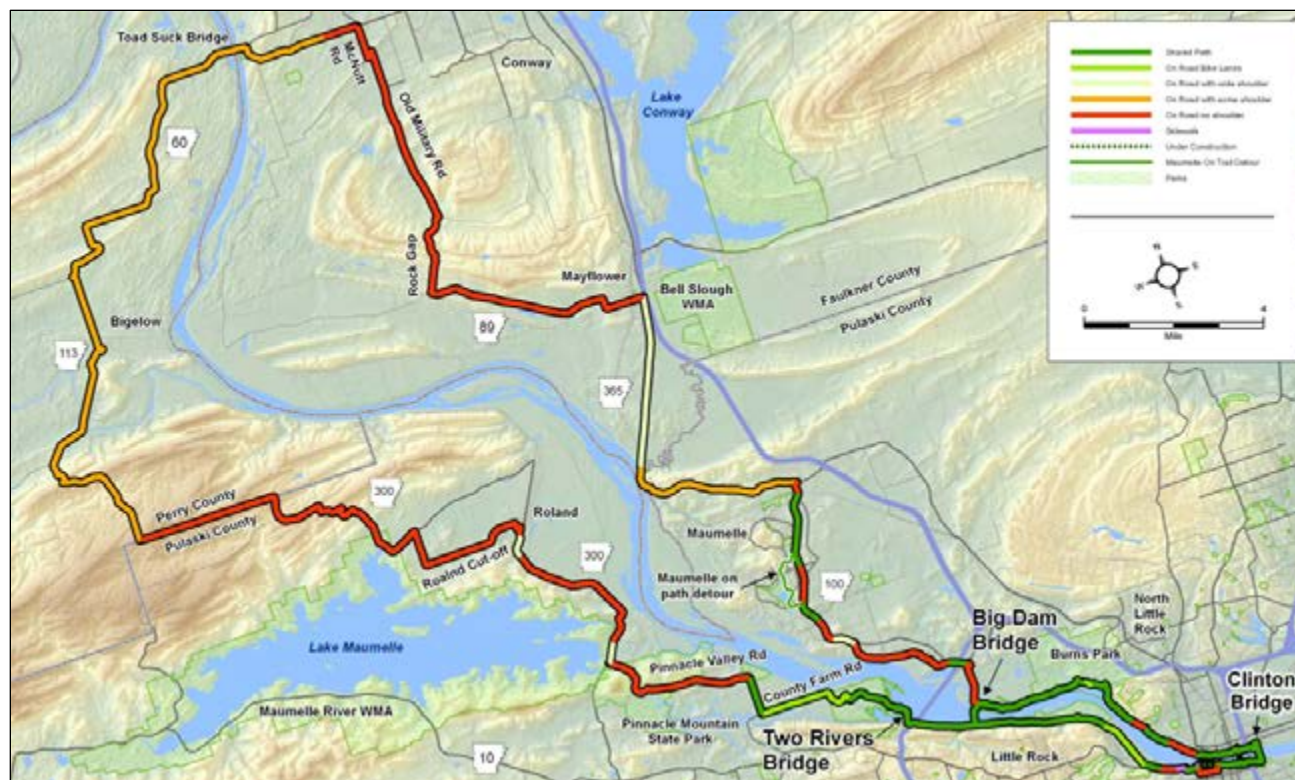 Toad Suck Bridge
McNutt
Rd
Conway
Lake
Conway
Old Military Rd
60
Rock Gap
Mayflower
Bell Slough
WMA
Faulkner County
Pulaski County
Bigelow
89
113
365
Perry County
Pulaski County
300
Roland
Roalnd Cut-off
300
Maumelle
Maumelle on
path detour
100
Big Dam
Bridge
North
Little
Rock
Burns Park
Clinton
Bridge
Lake Maumelle
Pinnacle Valley Rd
County Farm Rd
Maumelle River WMA
Pinnacle Mountain
State Park
Two Rivers
Bridge
Little Rock
10
Shared Path
On Road Bike Lanes
On Road with wide shoulder
On Road with some shoulder
On Road no shoulder
Sidewalk
Under Construction
Maumelle On Trail Detour
Parks
N
W
E
S
0
4
Mile